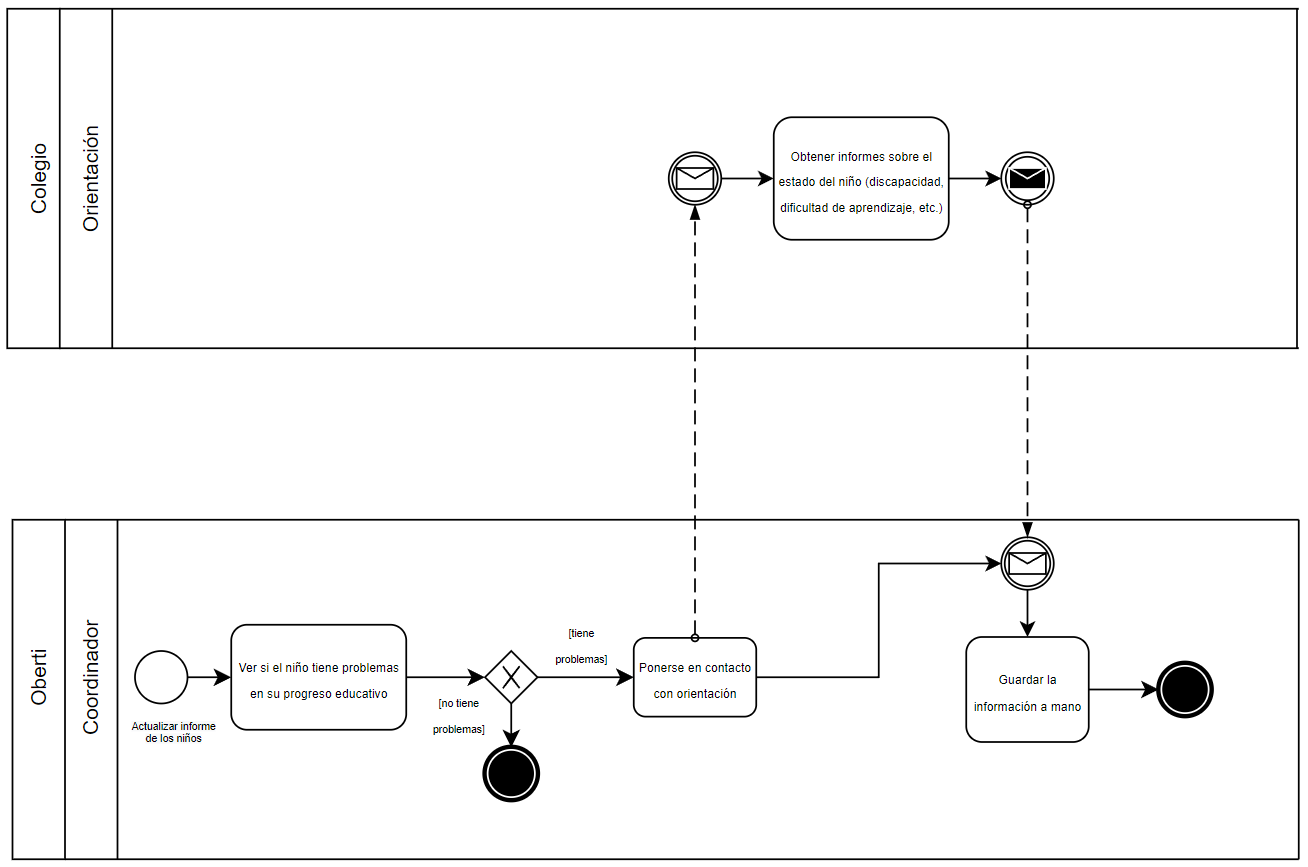 Colegio
Orientación
Obtener informes sobre el
estado del niño (discapacidad,
dificultad de aprendizaje, etc.)
Oberti
Coordinador
Actualizar informe
de los niños
Ver si el niño tiene problemas
en su progreso educativo
[no tiene
problemas]
[tiene
problemas]
Ponerse en contacto
con orientación
Guardar la
información a mano